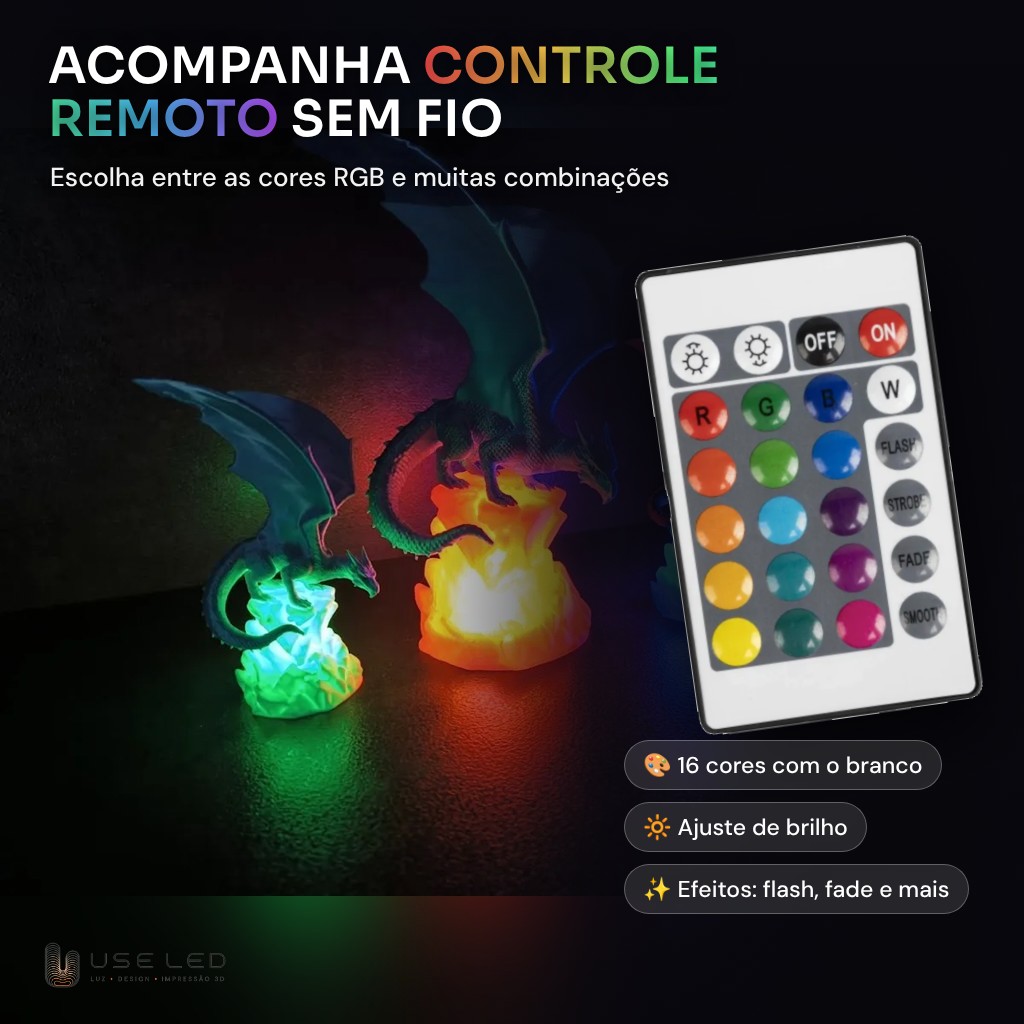 ACOMPANHA CONTROLE
REMOTO SEM FIO
Escolha entre as cores RGB e muitas combinações
OFF ON
R G B W
FLASH
STROBE
FADE
SMOOTH
🎨 16 cores com o branco
🔆 Ajuste de brilho
✨ Efeitos: flash, fade e mais
USE LED
LUZ • DESIGN • IMPRESSÃO 3D